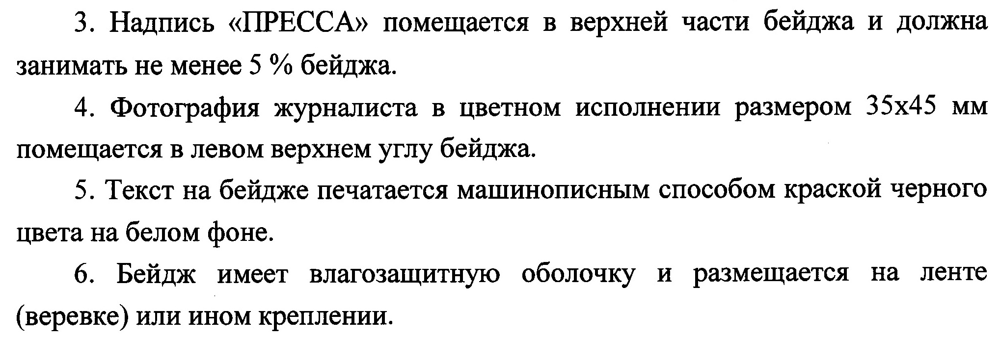 3. Надпись «ПРЕССА» помещается в верхней части бейджа и должна
занимать не менее 5 % бейджа.
4. Фотография журналиста в цветном исполнении размером 35х45 мм
помещается в левом верхнем углу бейджа.
5. Текст на бейдже печатается машинописным способом краской черного
цвета на белом фоне.
6. Бейдж имеет влагозащитную оболочку и размещается на ленте
(веревке) или ином креплении.